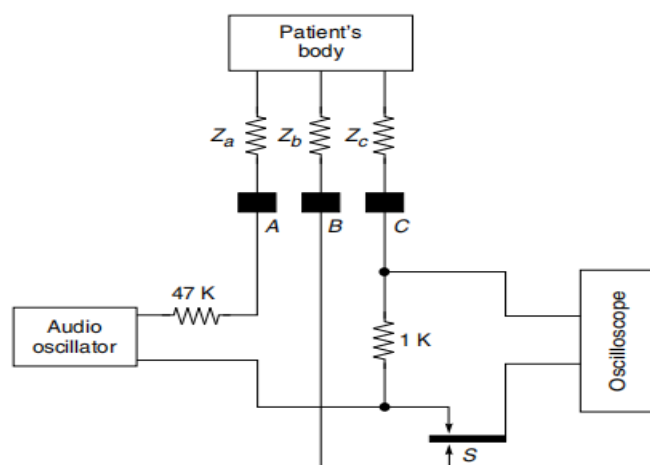 Patient's
body
Za
Zb
Zc
A
B
C
47 K
Audio
oscillator
1 K
Oscilloscope
S